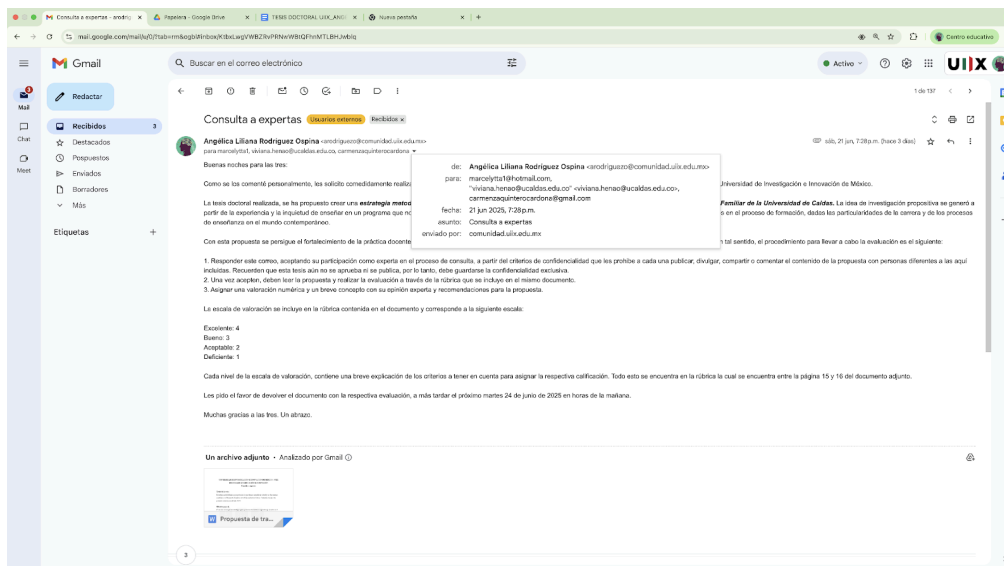 Consulta a expertas - arodrig
Papelera - Google Drive
TESIS DOCTORAL UIIX_ANGE
Nueva pestaña
mail.google.com/mail/u/0/?tab=rm&ogbl#inbox/
Centro educativo
Gmail
Buscar en el correo electrónico
Activo
UIIX
3
Mail
Chat
Meet
Redactar
Recibidos 3
Destacados
Pospuestos
Enviados
Borradores
Más
Etiquetas
1 de 137
Consulta a expertas Usuarios externos Recibidos x
Angélica Liliana Rodríguez Ospina <arodriguezo@comunidad.uiix.edu.mx>
sáb, 21 jun, 7:28 p.m. (hace 3 días)
para marcelytta1, viviana.henao@ucaldas.edu.co, carmenzaquinterocardona
de: Angélica Liliana Rodríguez Ospina <arodriguezo@comunidad.uiix.edu.mx>
para: marcelytta1@hotmail.com,
"viviana.henao@ucaldas.edu.co" <viviana.henao@ucaldas.edu.co>,
carmenzaquinterocardona@gmail.com
fecha: 21 jun 2025, 7:28 p.m.
asunto: Consulta a expertas
enviado por: comunidad.uiix.edu.mx
Buenas noches para las tres:
Como se los comenté personalmente, les solicito comedidamente realiza
Universidad de Investigación e Innovación de México.
La tesis doctoral realizada, se ha propuesto crear una estrategia metod
Familiar de la Universidad de Caldas. La idea de investigación propositiva se generó a
partir de la experiencia y la inquietud de enseñar en un programa que no
s en el proceso de formación, dadas las particularidades de la carrera y de los procesos
de enseñanza en el mundo contemporáneo.
Con esta propuesta se persigue el fortalecimiento de la práctica docente
n tal sentido, el procedimiento para llevar a cabo la evaluación es el siguiente:
1. Responder este correo, aceptando su participación como experta en el proceso de consulta, a partir del criterios de confidencialidad que les prohíbe a cada una publicar, divulgar, compartir o comentar el contenido de la propuesta con personas diferentes a las aquí
incluidas. Recuerden que esta tesis aún no se aprueba ni se publica, por lo tanto, debe guardarse la confidencialidad exclusiva.
2. Una vez acepten, deben leer la propuesta y realizar la evaluación a través de la rúbrica que se incluye en el mismo documento.
3. Asignar una valoración numérica y un breve concepto con su opinión experta y recomendaciones para la propuesta.
La escala de valoración se incluye en la rúbrica contenida en el documento y corresponde a la siguiente escala:
Excelente: 4
Bueno: 3
Aceptable: 2
Deficiente: 1
Cada nivel de la escala de valoración, contiene una breve explicación de los criterios a tener en cuenta para asignar la respectiva calificación. Todo esto se encuentra en la rúbrica la cual se encuentra entre la página 15 y 16 del documento adjunto.
Les pido el favor de devolver el documento con la respectiva evaluación, a más tardar el próximo martes 24 de junio de 2025 en horas de la mañana.
Muchas gracias a las tres. Un abrazo.
Un archivo adjunto • Analizado por Gmail
W Propuesta de tra...
3